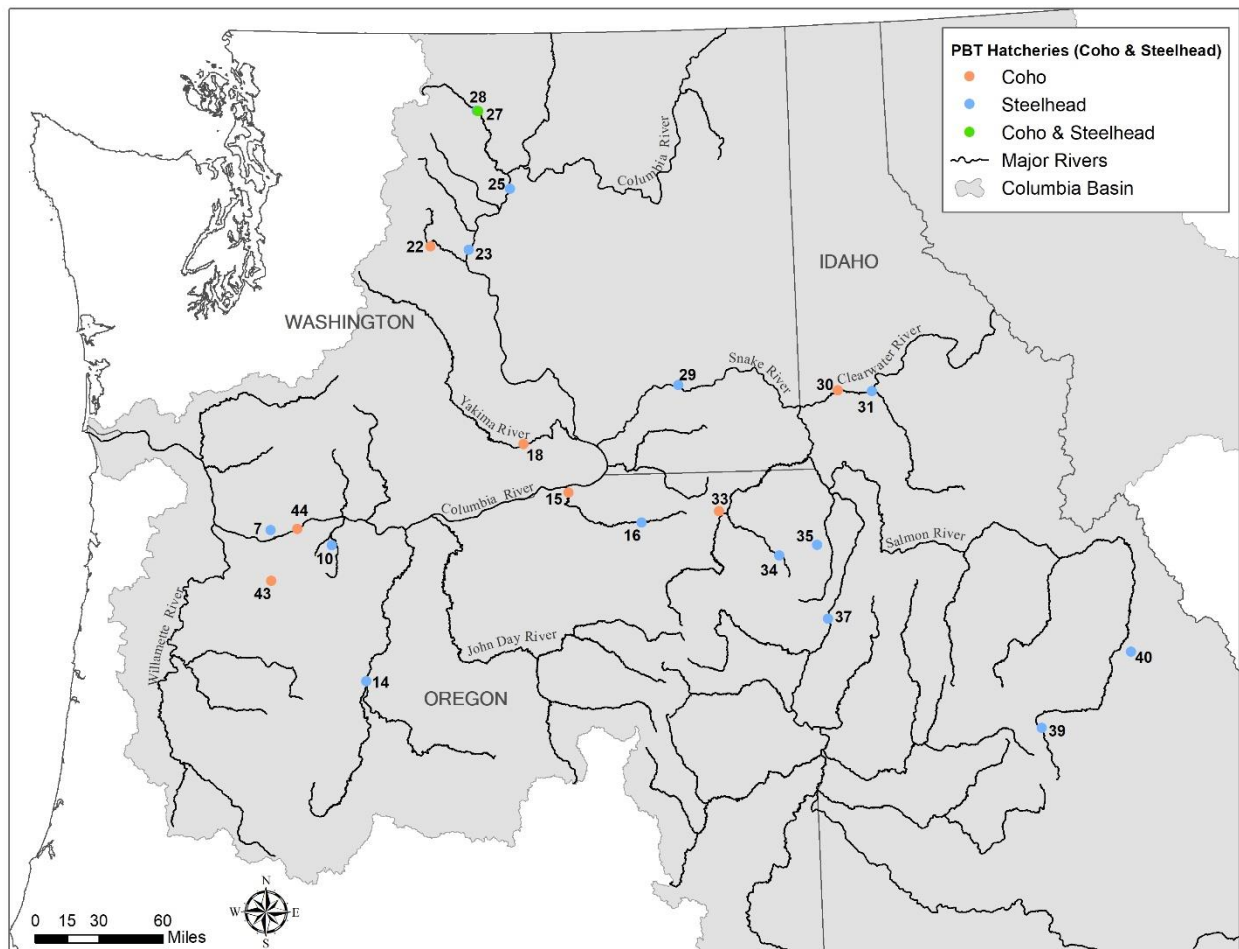 PBT Hatcheries (Coho & Steelhead)
Coho
Steelhead
Coho & Steelhead
Major Rivers
Columbia Basin
28
27
Columbia River
25
22
23
IDAHO
WASHINGTON
29
Snake River
30
Clearwater River
31
Yakima River
18
Columbia River
15
33
7
44
16
35
10
34
Salmon River
43
37
Willamette River
John Day River
40
14
OREGON
39
N
W
E
S
0 15 30 60
Miles